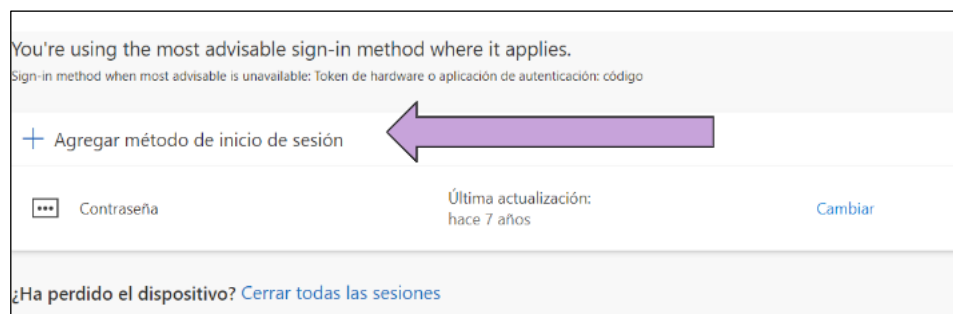 You're using the most advisable sign-in method where it applies.
Sign-in method when most advisable is unavailable: Token de hardware o aplicación de autenticación: código
+ Agregar método de inicio de sesión
Contraseña
Última actualización:
hace 7 años
Cambiar
¿Ha perdido el dispositivo? Cerrar todas las sesiones